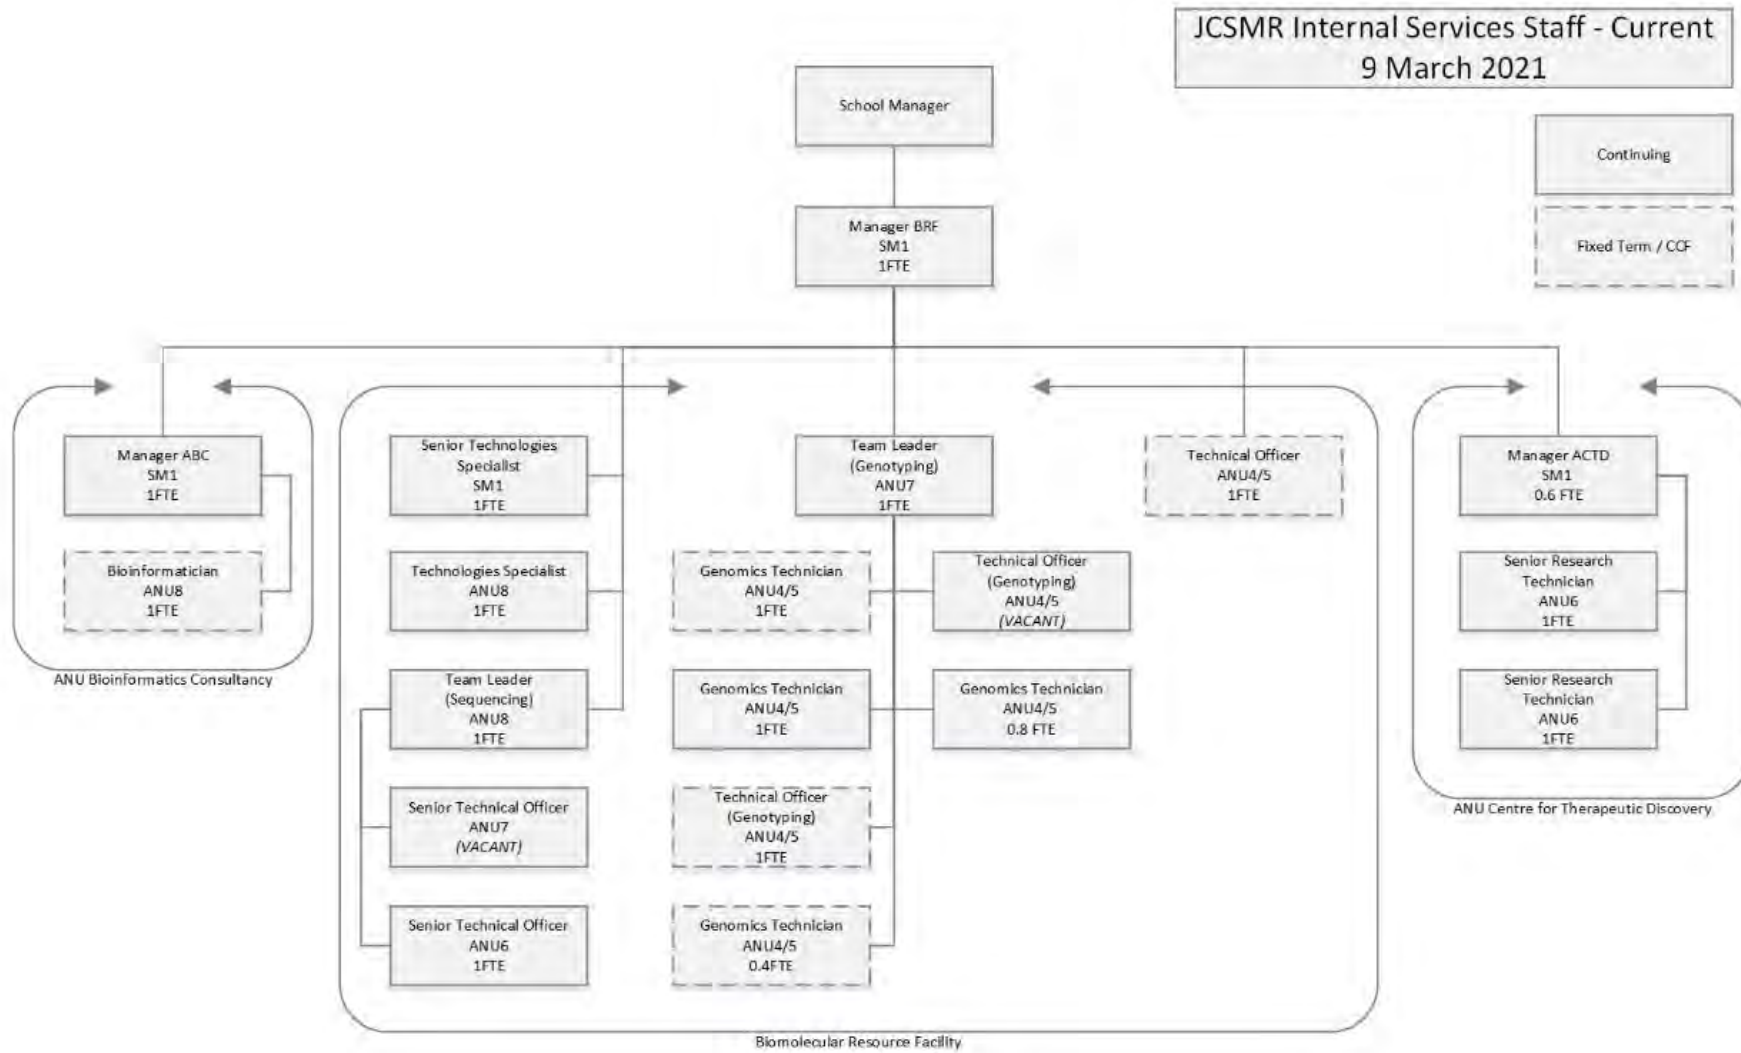 JCSMR Internal Services Staff - Current
9 March 2021
School Manager
Continuing
Fixed Term / CCF
Manager BRF
SM1
1FTE
Manager ABC
SM1
1FTE
Bioinformatician
ANU8
1FTE
ANU Bioinformatics Consultancy
Senior Technologies
Specialist
SM1
1FTE
Technologies Specialist
ANU8
1FTE
Team Leader
(Sequencing)
ANU8
1FTE
Senior Technical Officer
ANU7
(VACANT)
Senior Technical Officer
ANU6
1FTE
Team Leader
(Genotyping)
ANU7
1FTE
Genomics Technician
ANU4/5
1FTE
Technical Officer
(Genotyping)
ANU4/5
(VACANT)
Genomics Technician
ANU4/5
1FTE
Genomics Technician
ANU4/5
0.8 FTE
Technical Officer
(Genotyping)
ANU4/5
1FTE
Genomics Technician
ANU4/5
0.4FTE
Technical Officer
ANU4/5
1FTE
Biomolecular Resource Facility
Manager ACTD
SM1
0.6 FTE
Senior Research
Technician
ANU6
1FTE
Senior Research
Technician
ANU6
1FTE
ANU Centre for Therapeutic Discovery